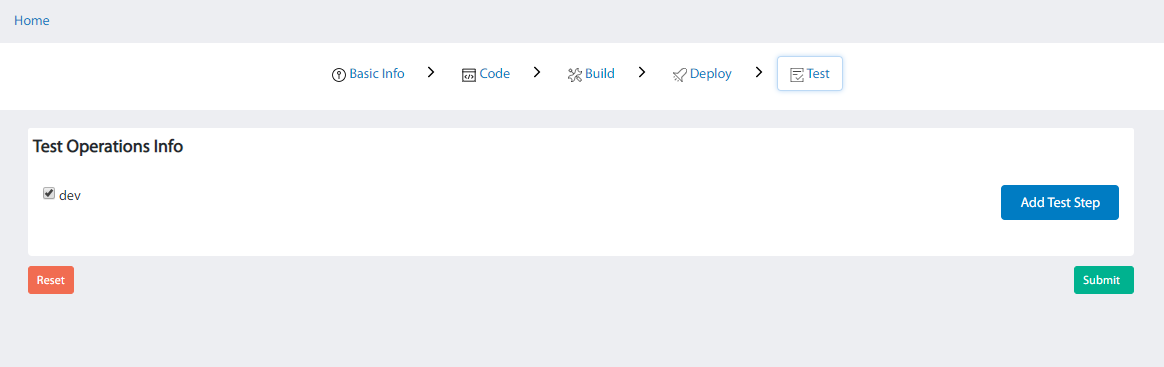 Home
Basic Info > Code > Build > Deploy > Test
Test Operations Info
dev
Add Test Step
Reset
Submit